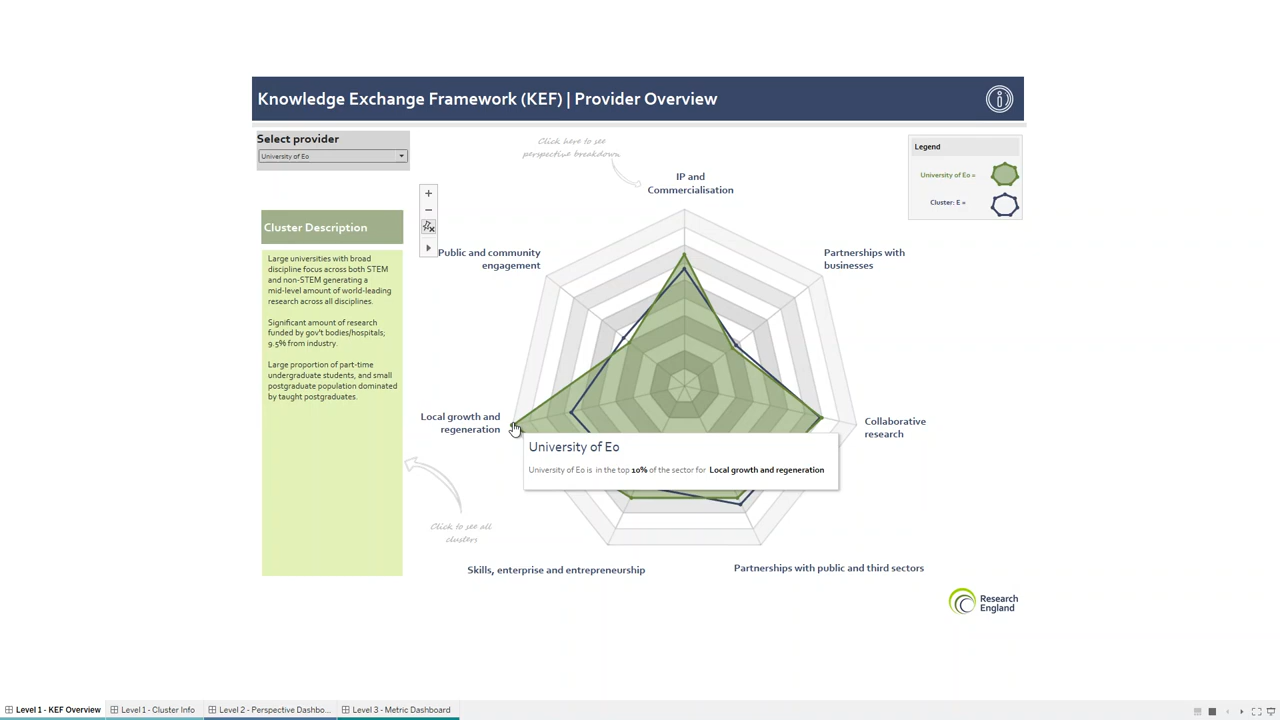 Knowledge Exchange Framework (KEF) | Provider Overview
Select provider
University of Eo
Click here to see
perspective breakdown
Legend
University of Eo =
Cluster: E =
IP and
Commercialisation
Public and community
engagement
Partnerships with
businesses
Cluster Description
Large universities with broad
discipline focus across both STEM
and non-STEM generating a
mid-level amount of world-leading
research across all disciplines.
Significant amount of research
funded by gov't bodies/hospitals;
9.5% from industry.
Large proportion of part-time
undergraduate students, and small
postgraduate population dominated
by taught postgraduates.
Local growth and
regeneration
Collaborative
research
University of Eo
University of Eo is in the top 10% of the sector for Local growth and regeneration
Click to see all
clusters
Skills, enterprise and entrepreneurship
Partnerships with public and third sectors
Research
England
Level 1 - KEF Overview
Level 1 - Cluster Info
Level 2 - Perspective Dashbo...
Level 3 - Metric Dashboard